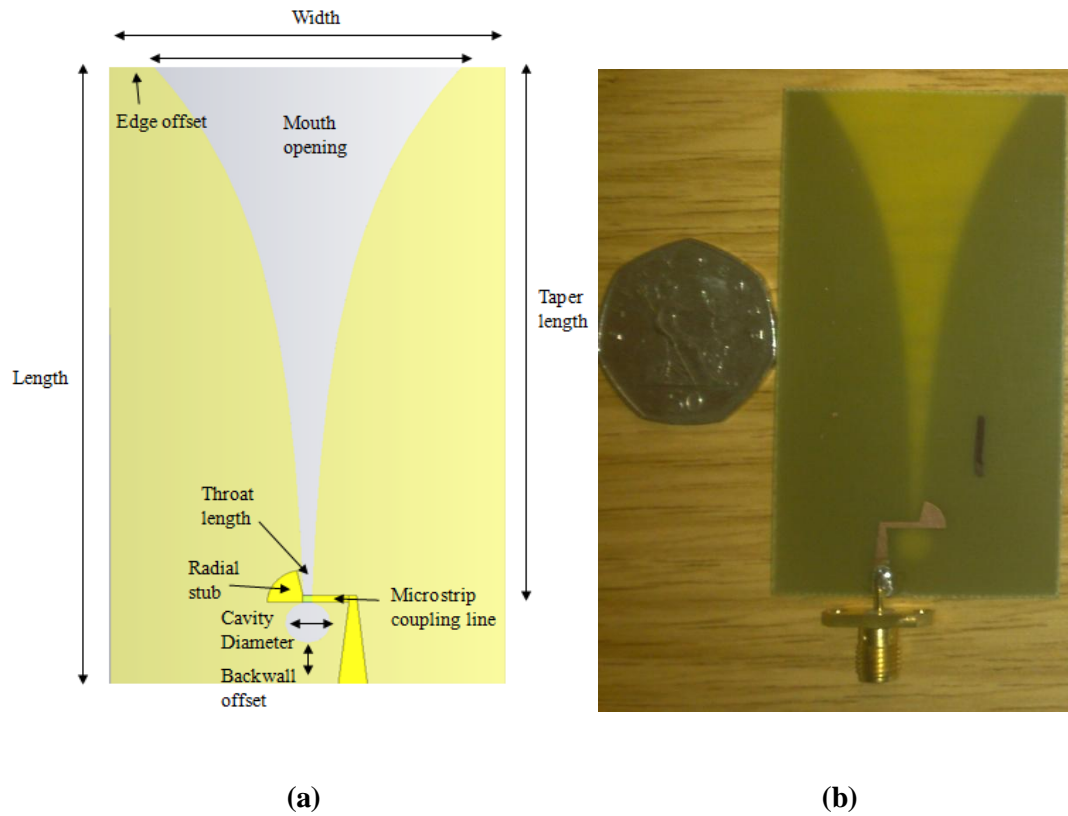 Width
Edge offset
Mouth
opening
Taper
length
Length
Throat
length
Radial
stub
Microstrip
coupling line
Cavity
Diameter
Backwall
offset
50
(a)
(b)